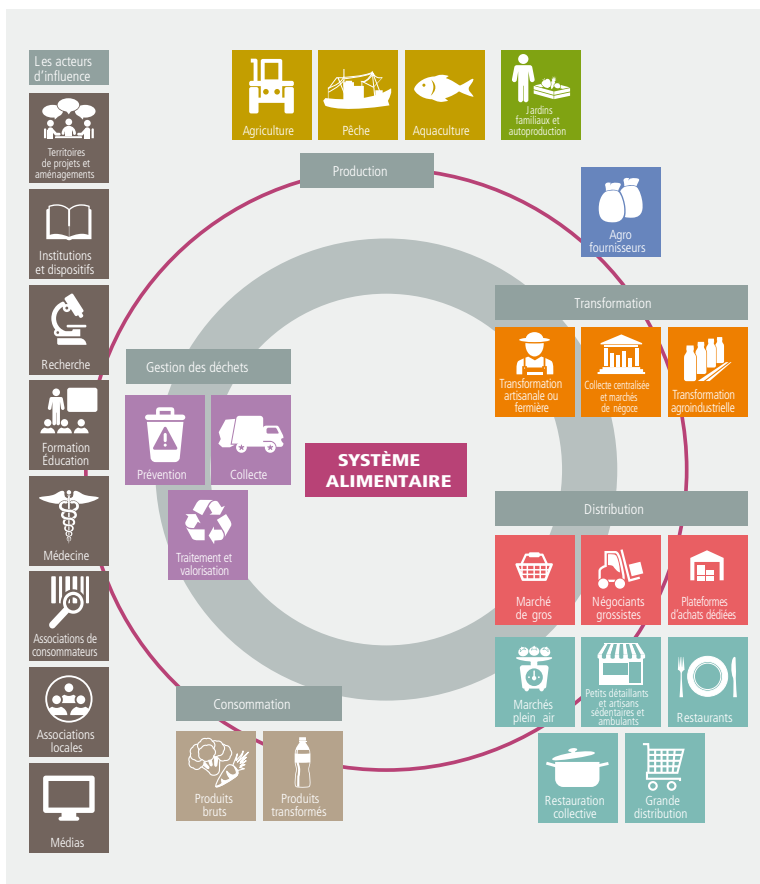 Les acteurs
d'influence
Territoires
de projets et
aménagements
Institutions
et dispositifs
Recherche
Formation
Éducation
Médecine
Associations de
consommateurs
Associations
locales
Médias
Agriculture
Pêche
Aquaculture
Jardins
familiaux et
autoproduction
Production
Agro
fournisseurs
Transformation
Transformation
artisanale ou
fermière
Collecte centralisée
et marchés
de négoce
Transformation
agroindustrielle
Gestion des déchets
Prévention
Collecte
Traitement et
valorisation
SYSTÈME
ALIMENTAIRE
Distribution
Marché
de gros
Négociants
grossistes
Plateformes
d'achats dédiées
Marchés
plein air
Petits détaillants
et artisans
sédentaires et
ambulants
Restaurants
Restauration
collective
Grande
distribution
Consommation
Produits
bruts
Produits
transformés